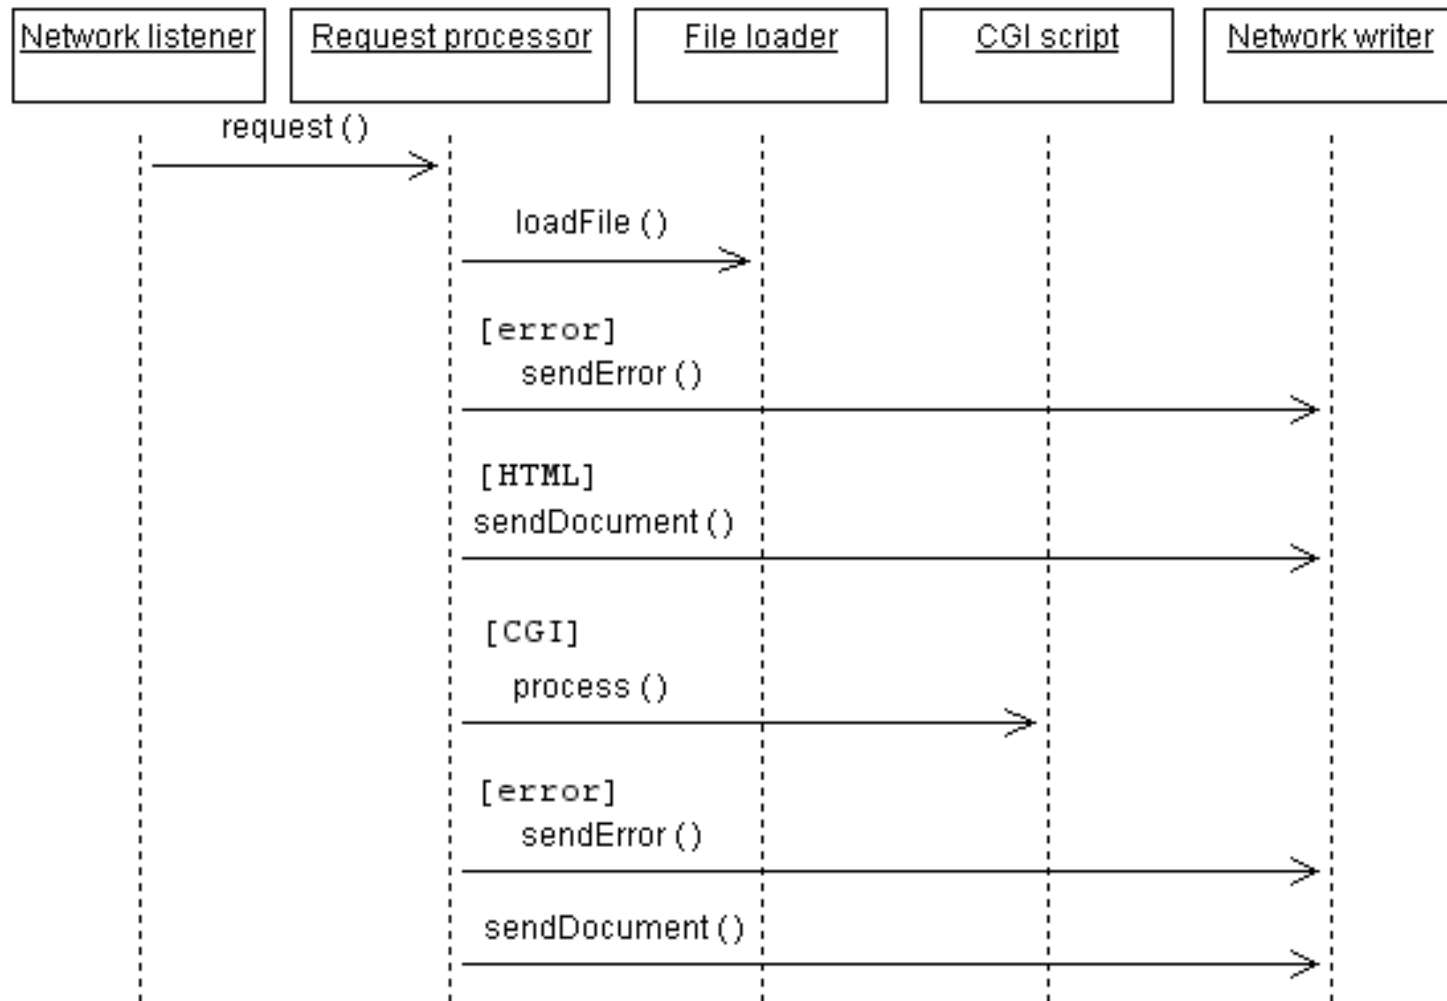 Network listener
Request processor
File loader
CGI script
Network writer
request ()
loadFile ()
[error]
sendError ()
[HTML]
sendDocument ()
[CGI]
process ()
[error]
sendError ()
sendDocument ()